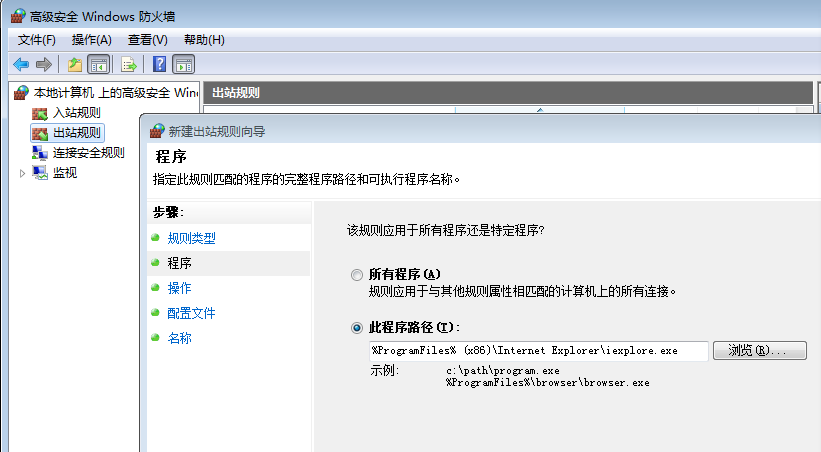 高级安全 Windows 防火墙
文件(F) 操作(A) 查看(V) 帮助(H)
本地计算机 上的高级安全 Win
入站规则
出站规则
连接安全规则
监视
出站规则
新建出站规则向导
程序
指定此规则匹配的程序的完整程序路径和可执行程序名称。
步骤:
规则类型
程序
操作
配置文件
名称
该规则应用于所有程序还是特定程序?
所有程序(A)
规则应用于与其他规则属性相匹配的计算机上的所有连接。
此程序路径(T):
%ProgramFiles% (x86)\Internet Explorer\iexplore.exe
浏览(R)...
示例: c:\path\program.exe
%ProgramFiles%\browser\browser.exe